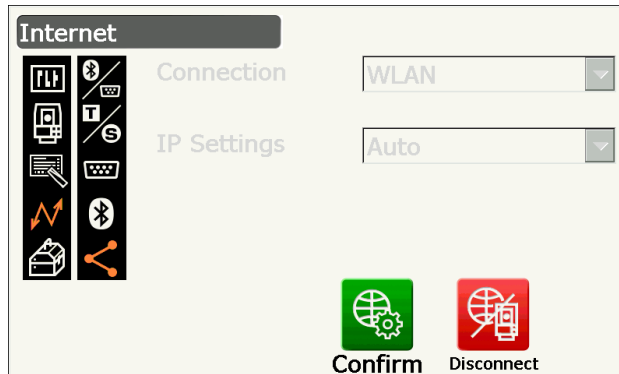 Internet
Connection
WLAN
IP Settings
Auto
T
S
Confirm
Disconnect